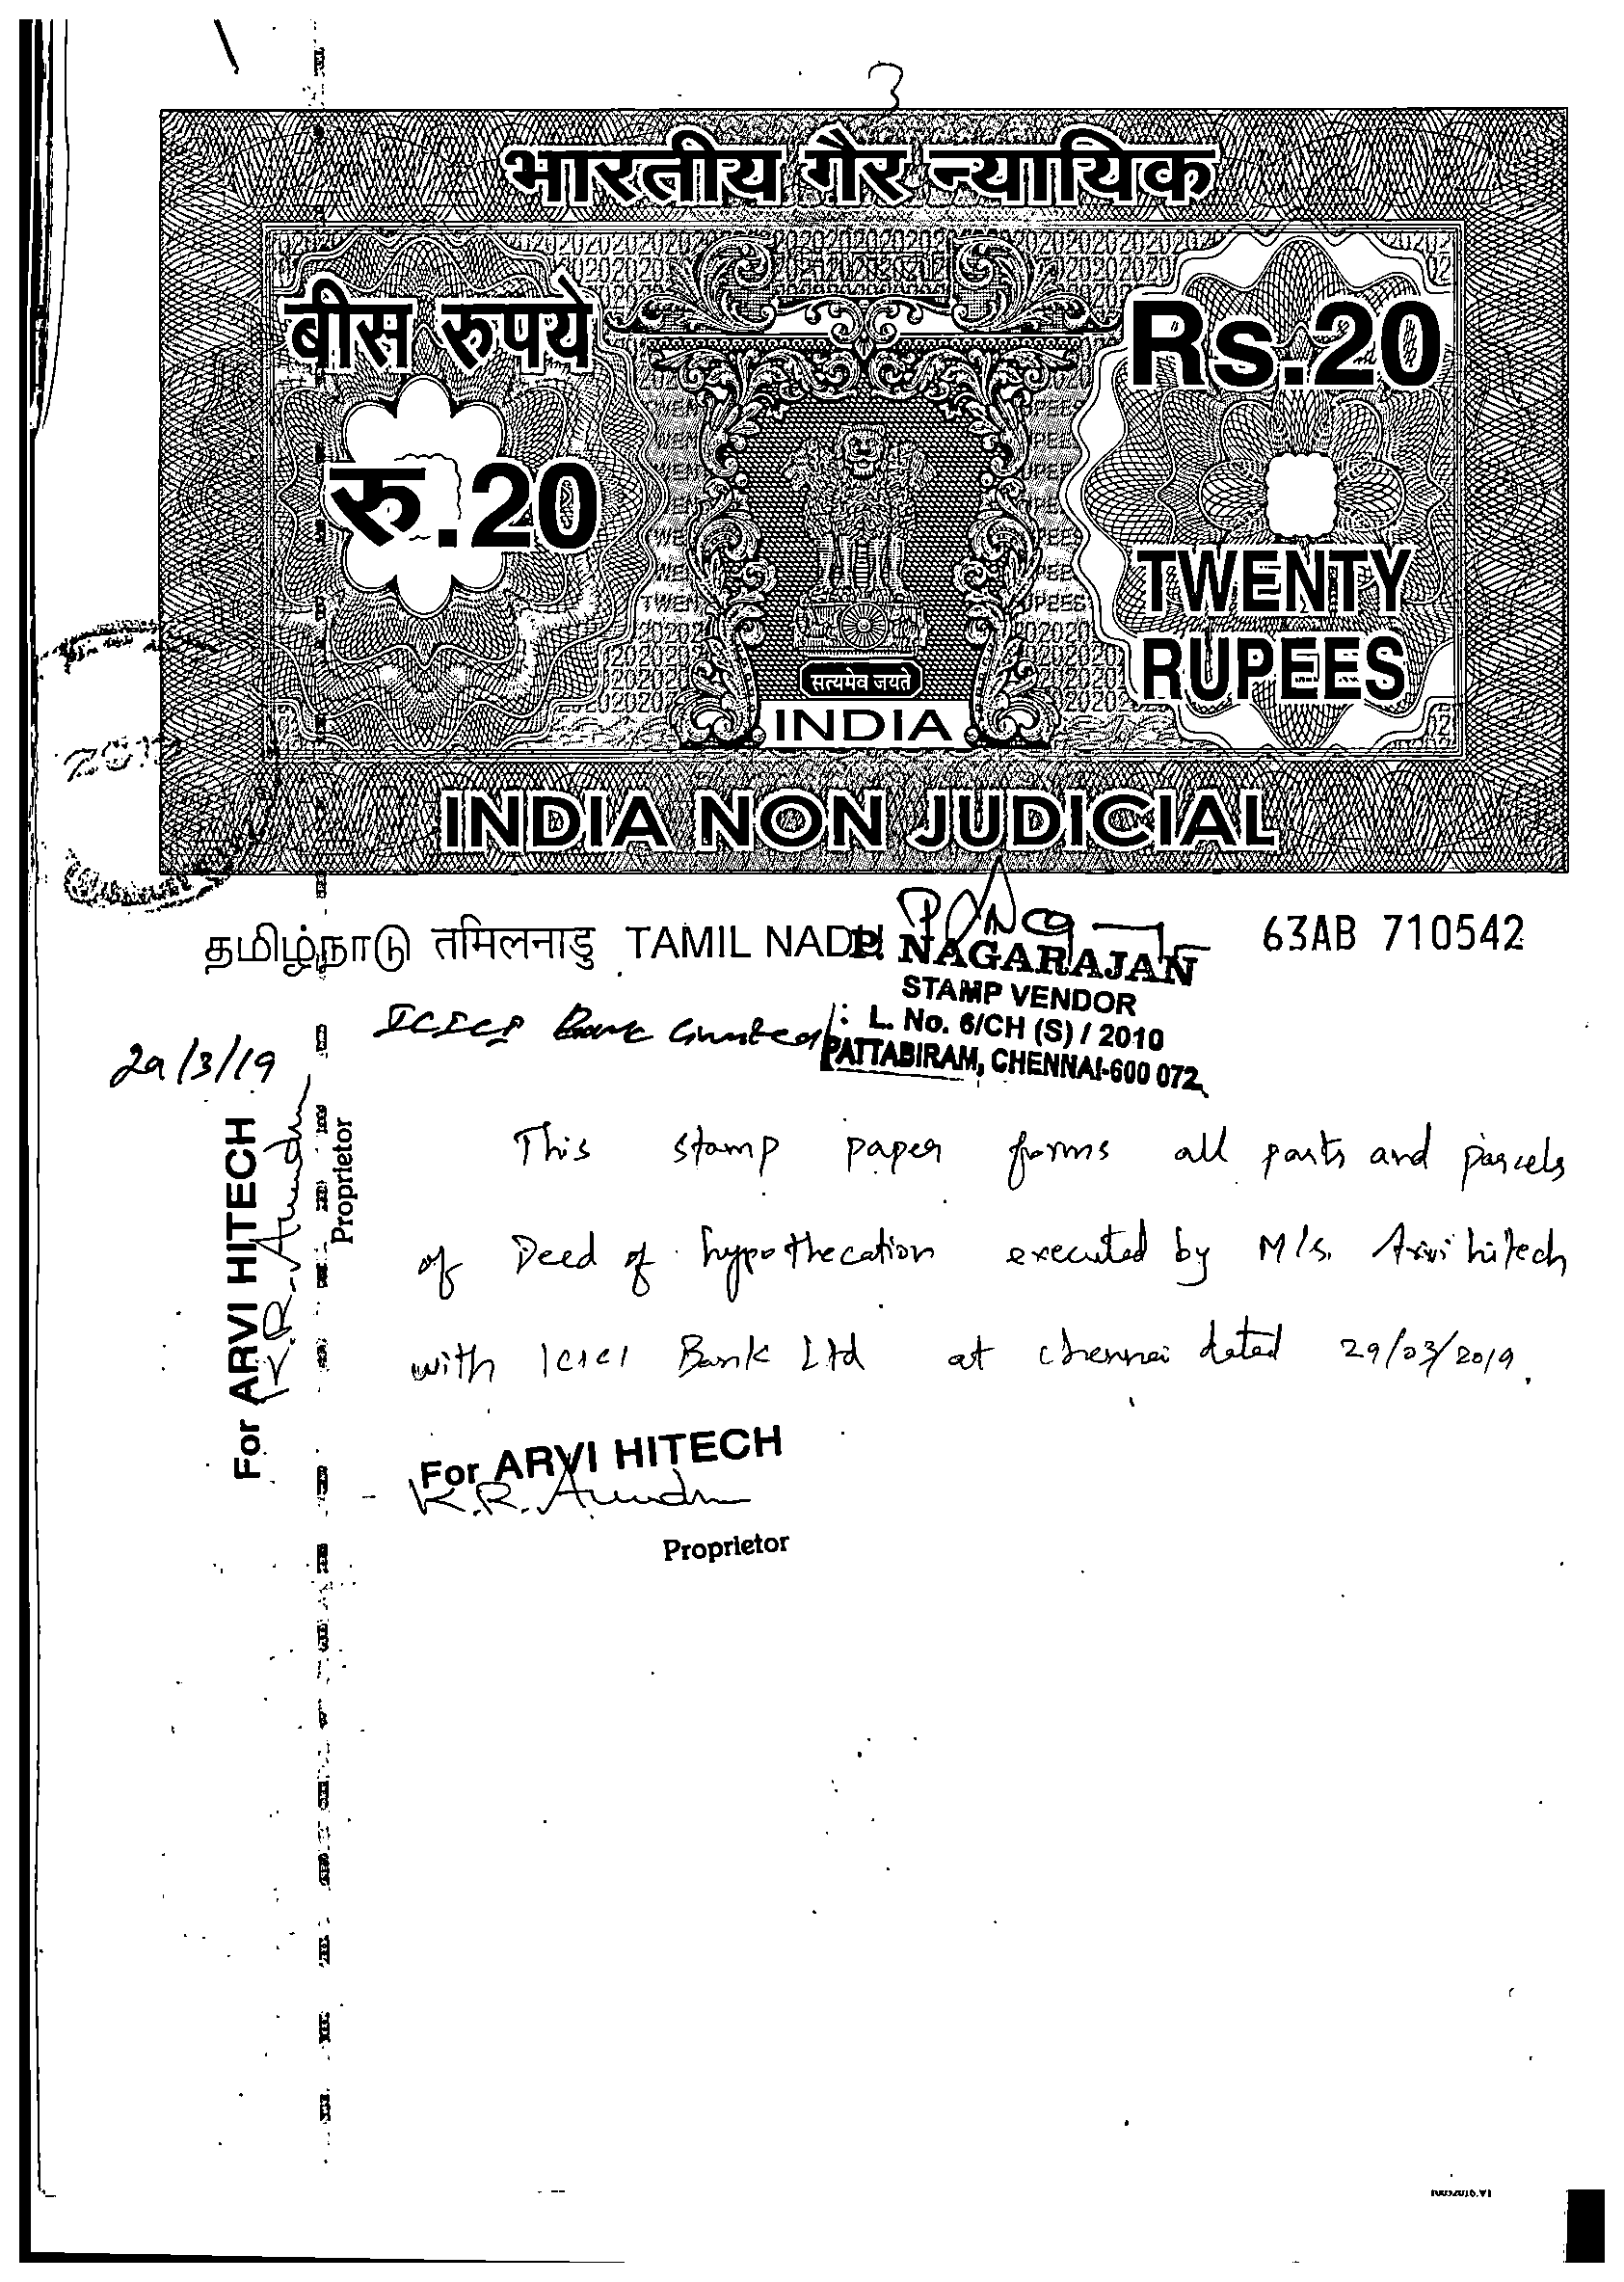 3
भारतीय गैर न्यायिक
बीस रुपये
Rs.20
रु.20
TWENTY
RUPEES
सत्यमेव जयते
INDIA
INDIA NON JUDICIAL
தமிழ்நாடு तमिलनाडु TAMIL NADU
63AB 710542
P. NAGARAJAN
STAMP VENDOR
L. No. 6/CH (S) / 2010
PATTABIRAM, CHENNAI-600 072.
29/3/19
ICICI Bank Limited
This stamp paper forms all parts and parcels
of Deed of hypothecation executed by M/s. Arvi hitech
with ICICI Bank Ltd at chennai dated 29/03/2019.
For ARVI HITECH
Proprietor
For ARVI HITECH
K.R.
Proprietor